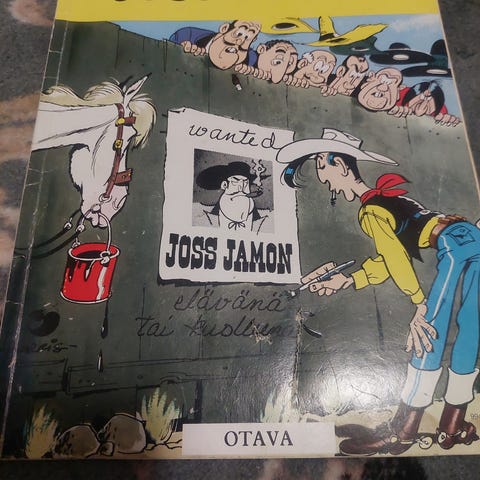 wanted
JOSS JAMON
elävänä
tai kuolleena
OTAVA